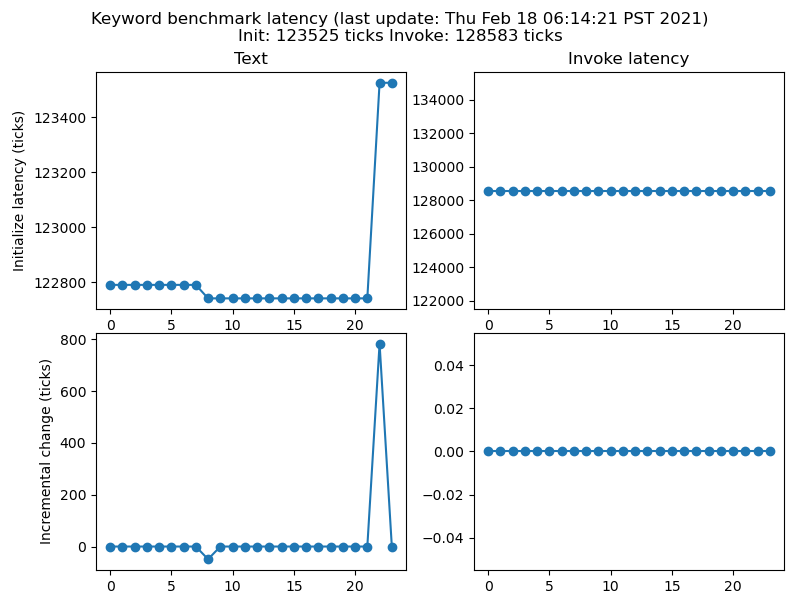 Keyword benchmark latency (last update: Thu Feb 18 06:14:21 PST 2021)
Init: 123525 ticks Invoke: 128583 ticks
Text
Initialize latency (ticks)
123400
123200
123000
122800
0 5 10 15 20
Invoke latency
134000
132000
130000
128000
126000
124000
122000
0 5 10 15 20
Incremental change (ticks)
800
600
400
200
0
0 5 10 15 20
0.04
0.02
0.00
−0.02
−0.04
0 5 10 15 20